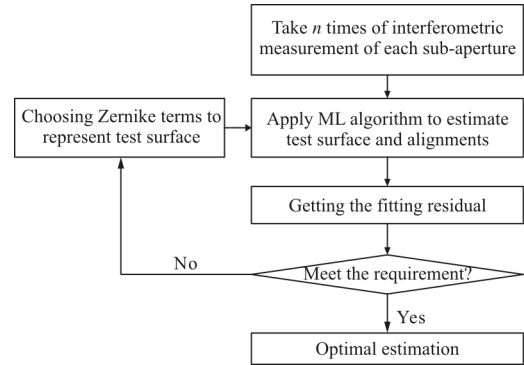 Take n times of interferometric
measurement of each sub-aperture
Choosing Zernike terms to
represent test surface
Apply ML algorithm to estimate
test surface and alignments
Getting the fitting residual
Meet the requirement?
No
Yes
Optimal estimation